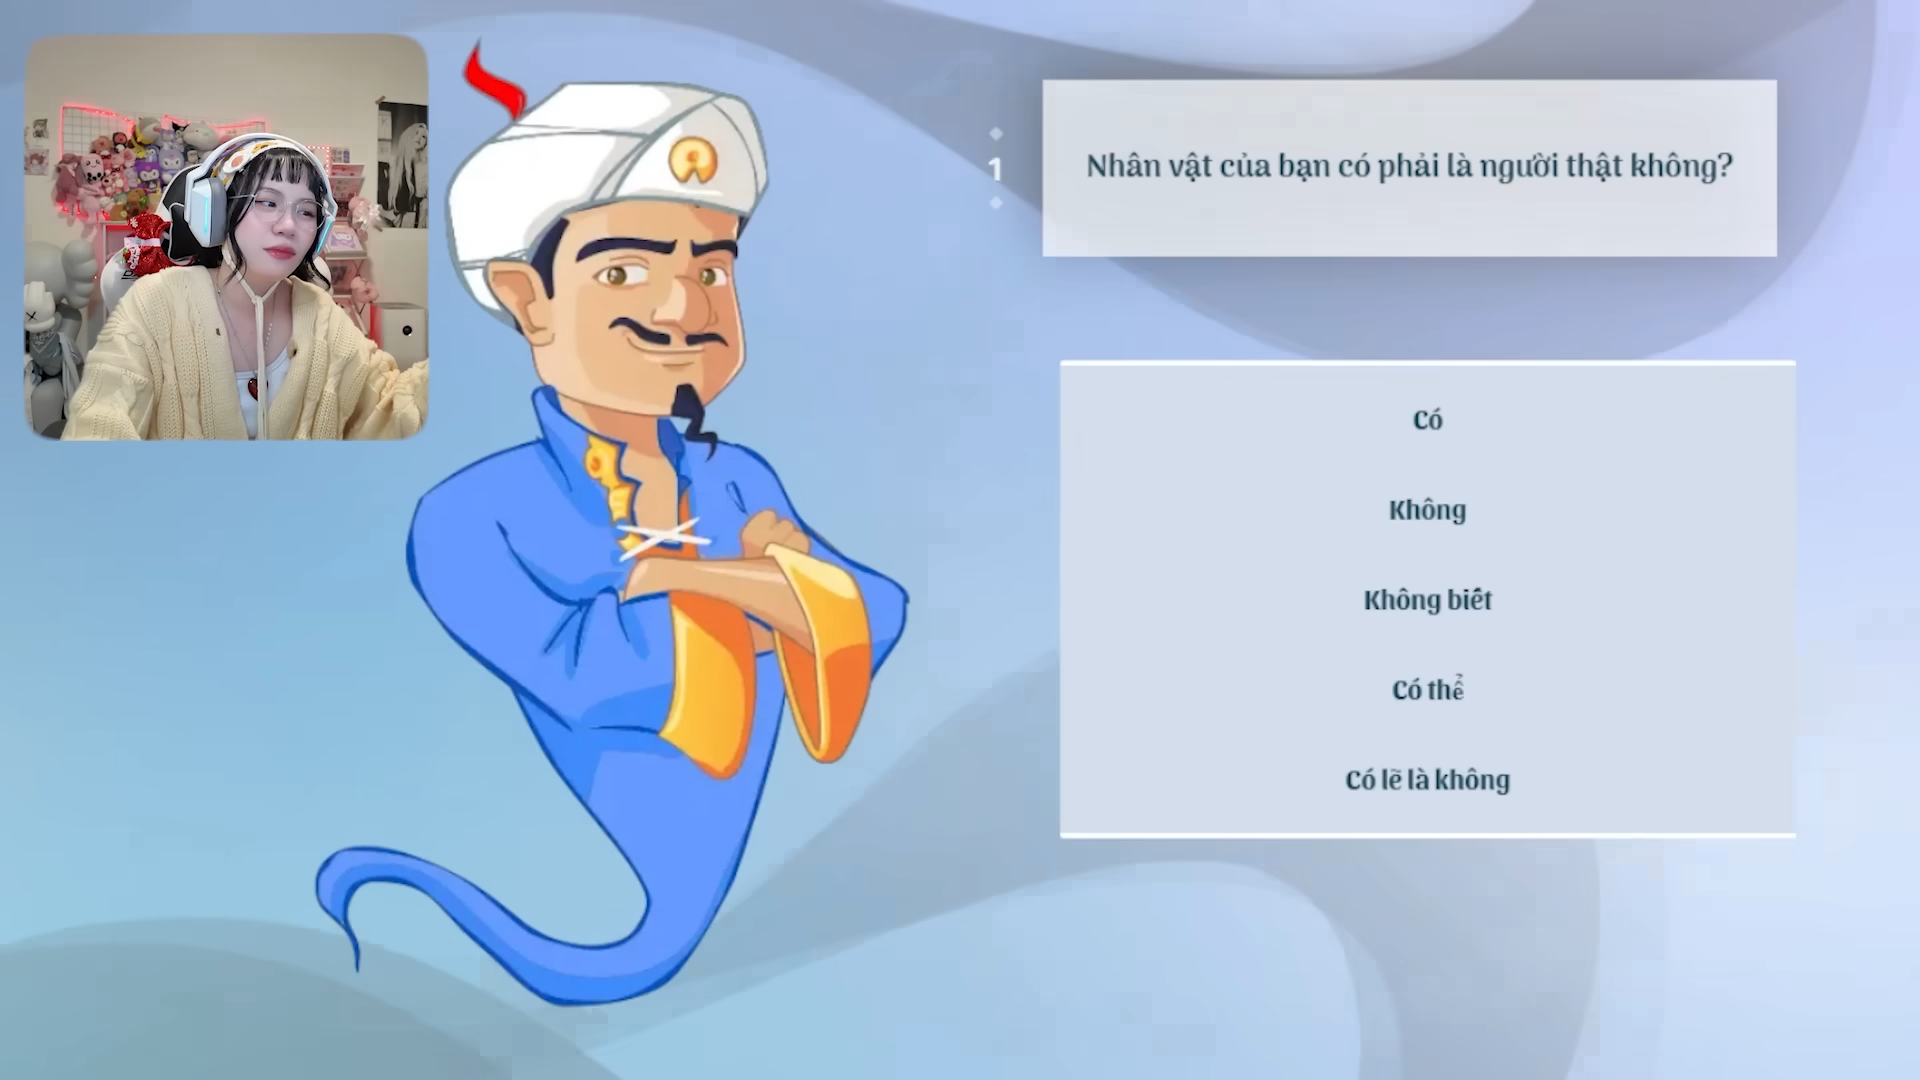 1
Nhân vật của bạn có phải là người thật không?
Có
Không
Không biết
Có thể
Có lẽ là không